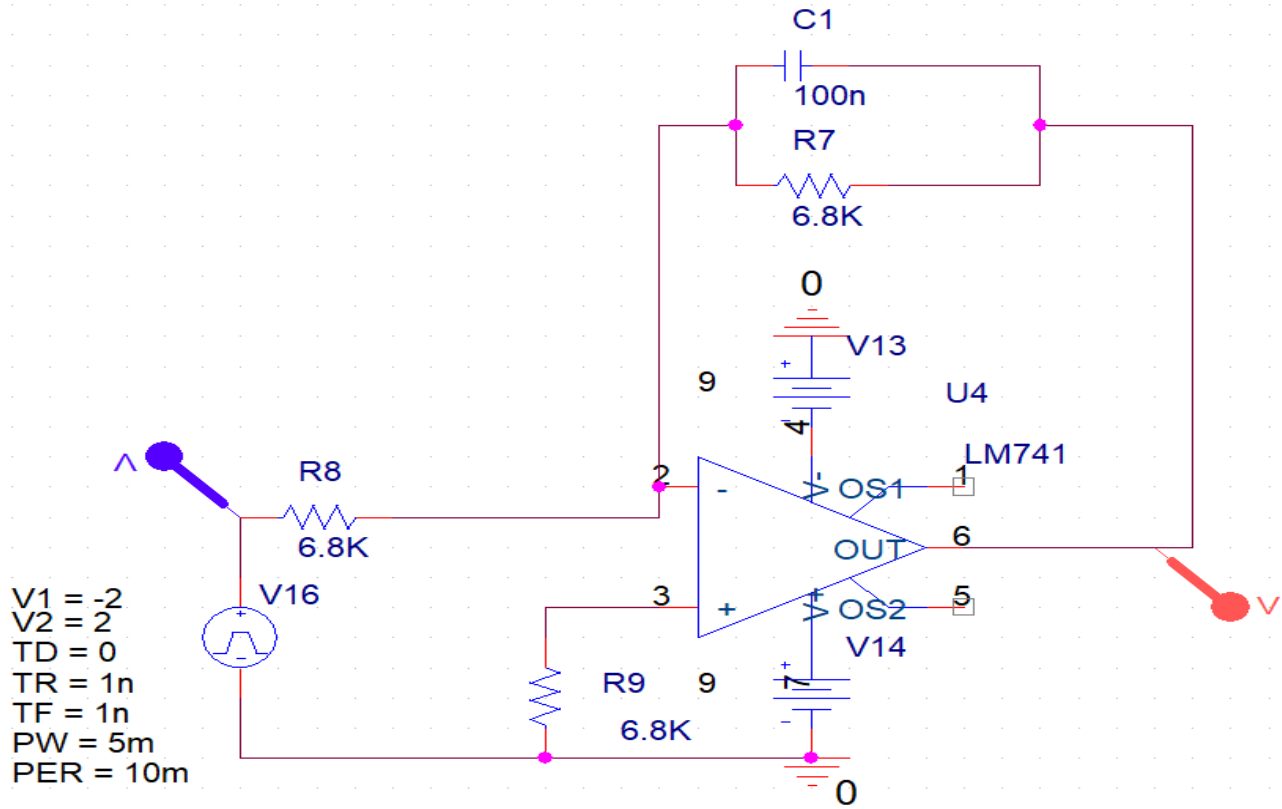 C1
100n
R7
6.8K
0
V13
9
4
U4
LM741
2
-
V-
OS1
1
V
R8
6.8K
OUT
6
V16
3
+
V+
OS2
5
V
V1 = -2
V2 = 2
TD = 0
TR = 1n
TF = 1n
PW = 5m
PER = 10m
V14
R9
9
7
6.8K
0